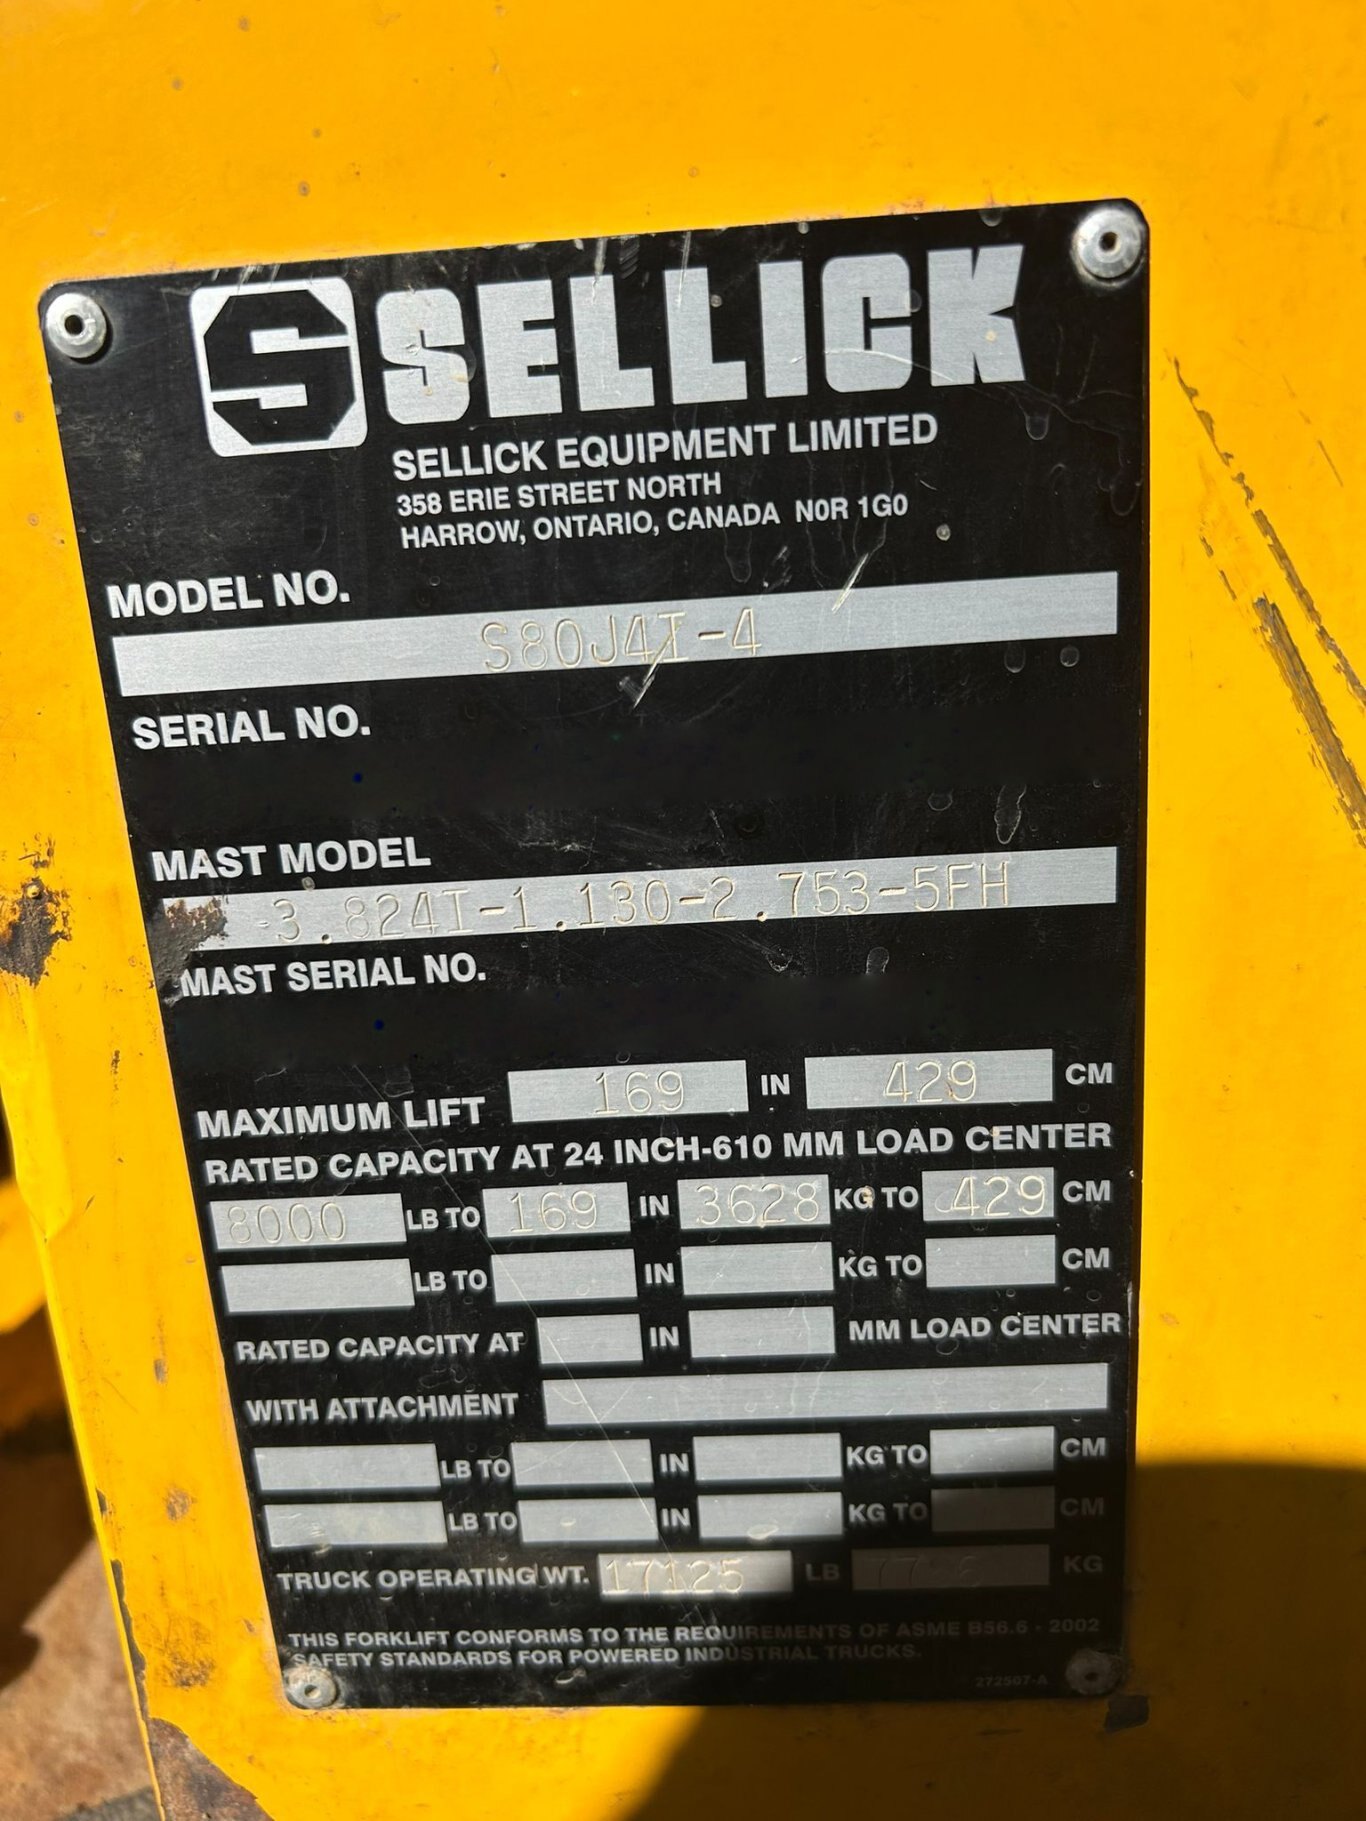 S SELLICK
SELLICK EQUIPMENT LIMITED
358 ERIE STREET NORTH
HARROW, ONTARIO, CANADA N0R 1G0
MODEL NO.
S80J4I-4
SERIAL NO.
MAST MODEL
3.824I-1.130-2.753-5FH
MAST SERIAL NO.
MAXIMUM LIFT 169 IN 429 CM
RATED CAPACITY AT 24 INCH-610 MM LOAD CENTER
8000 LB TO 169 IN 3628 KG TO 429 CM
LB TO IN KG TO CM
RATED CAPACITY AT IN MM LOAD CENTER
WITH ATTACHMENT
LB TO IN KG TO CM
LB TO IN KG TO CM
TRUCK OPERATING WT. 17125 LB KG
THIS FORKLIFT CONFORMS TO THE REQUIREMENTS OF ASME B56.6 - 2002
SAFETY STANDARDS FOR POWERED INDUSTRIAL TRUCKS.
272507-A